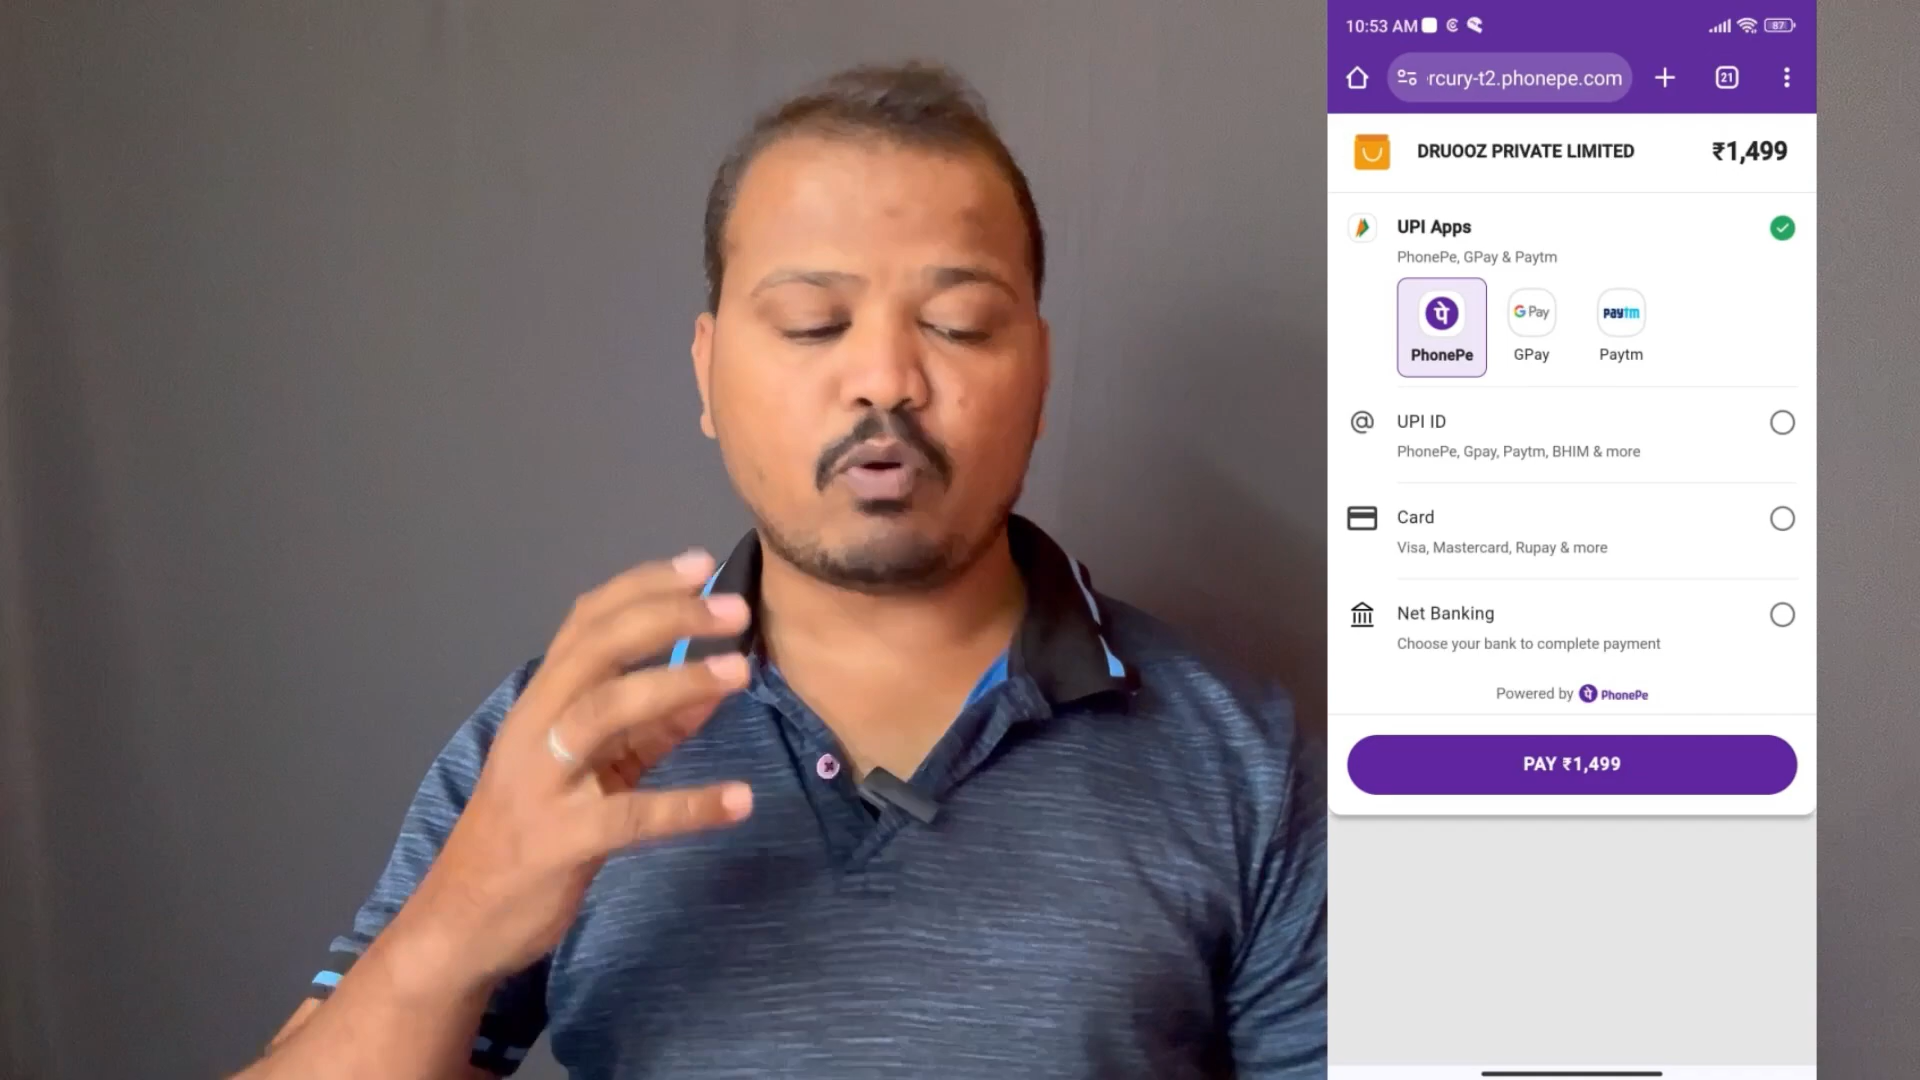 10:53 AM
87
rcury-t2.phonepe.com
21
DRUOOZ PRIVATE LIMITED
₹1,499
UPI Apps
PhonePe, GPay & Paytm
पे
G Pay
paytm
PhonePe
GPay
Paytm
@
UPI ID
PhonePe, Gpay, Paytm, BHIM & more
Card
Visa, Mastercard, Rupay & more
Net Banking
Choose your bank to complete payment
Powered by पे PhonePe
PAY ₹1,499